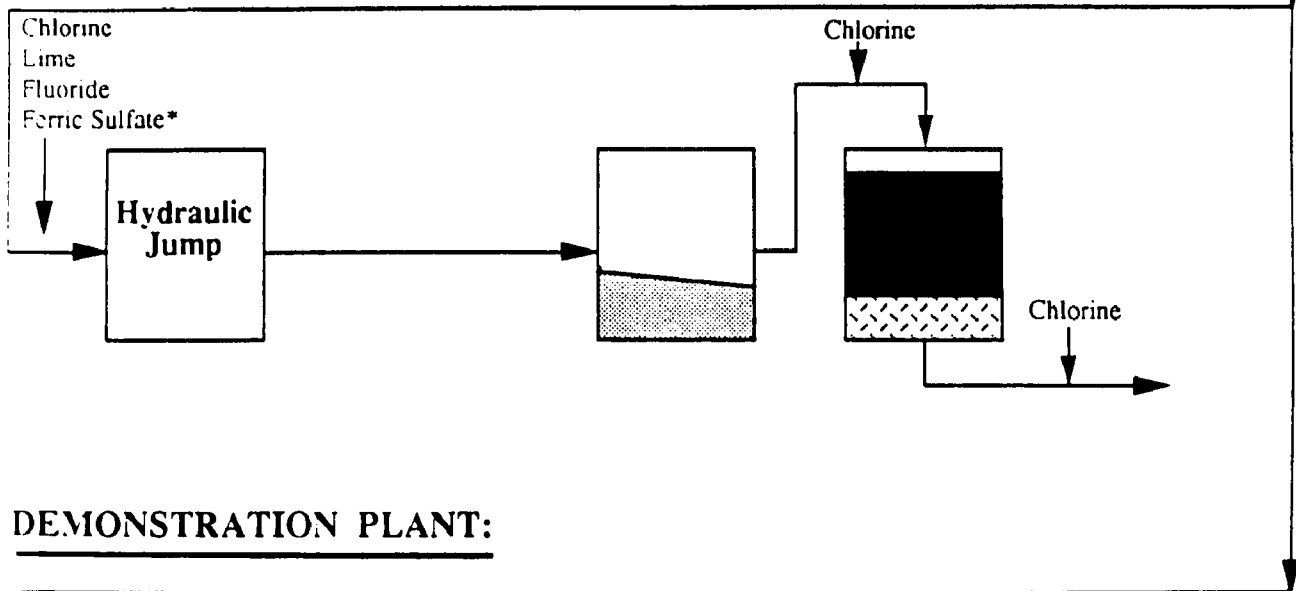 Chlorine
Lime
Fluoride
Ferric Sulfate*
Chlorine
Hydraulic
Jump
Chlorine
DEMONSTRATION PLANT: